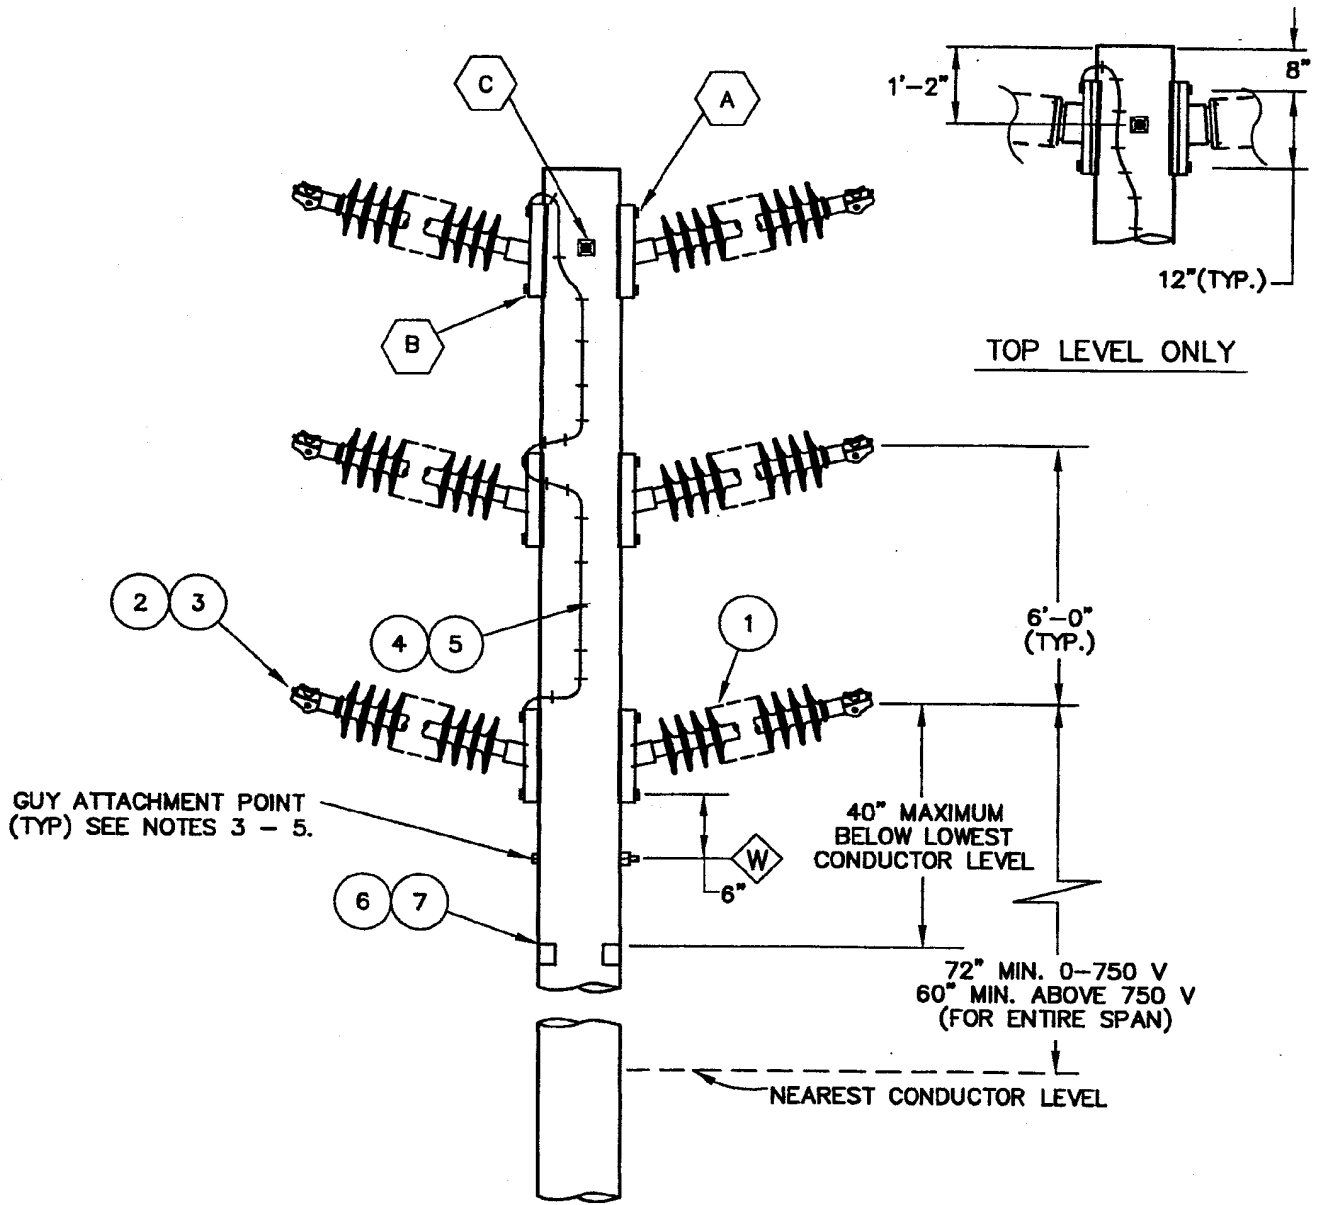 C
A
B
1'-2"
8"
12"(TYP.)
TOP LEVEL ONLY
2
3
4
5
1
6'-0"
(TYP.)
GUY ATTACHMENT POINT
(TYP) SEE NOTES 3 - 5.
40" MAXIMUM
BELOW LOWEST
CONDUCTOR LEVEL
W
6"
6
7
72" MIN. 0-750 V
60" MIN. ABOVE 750 V
(FOR ENTIRE SPAN)
NEAREST CONDUCTOR LEVEL